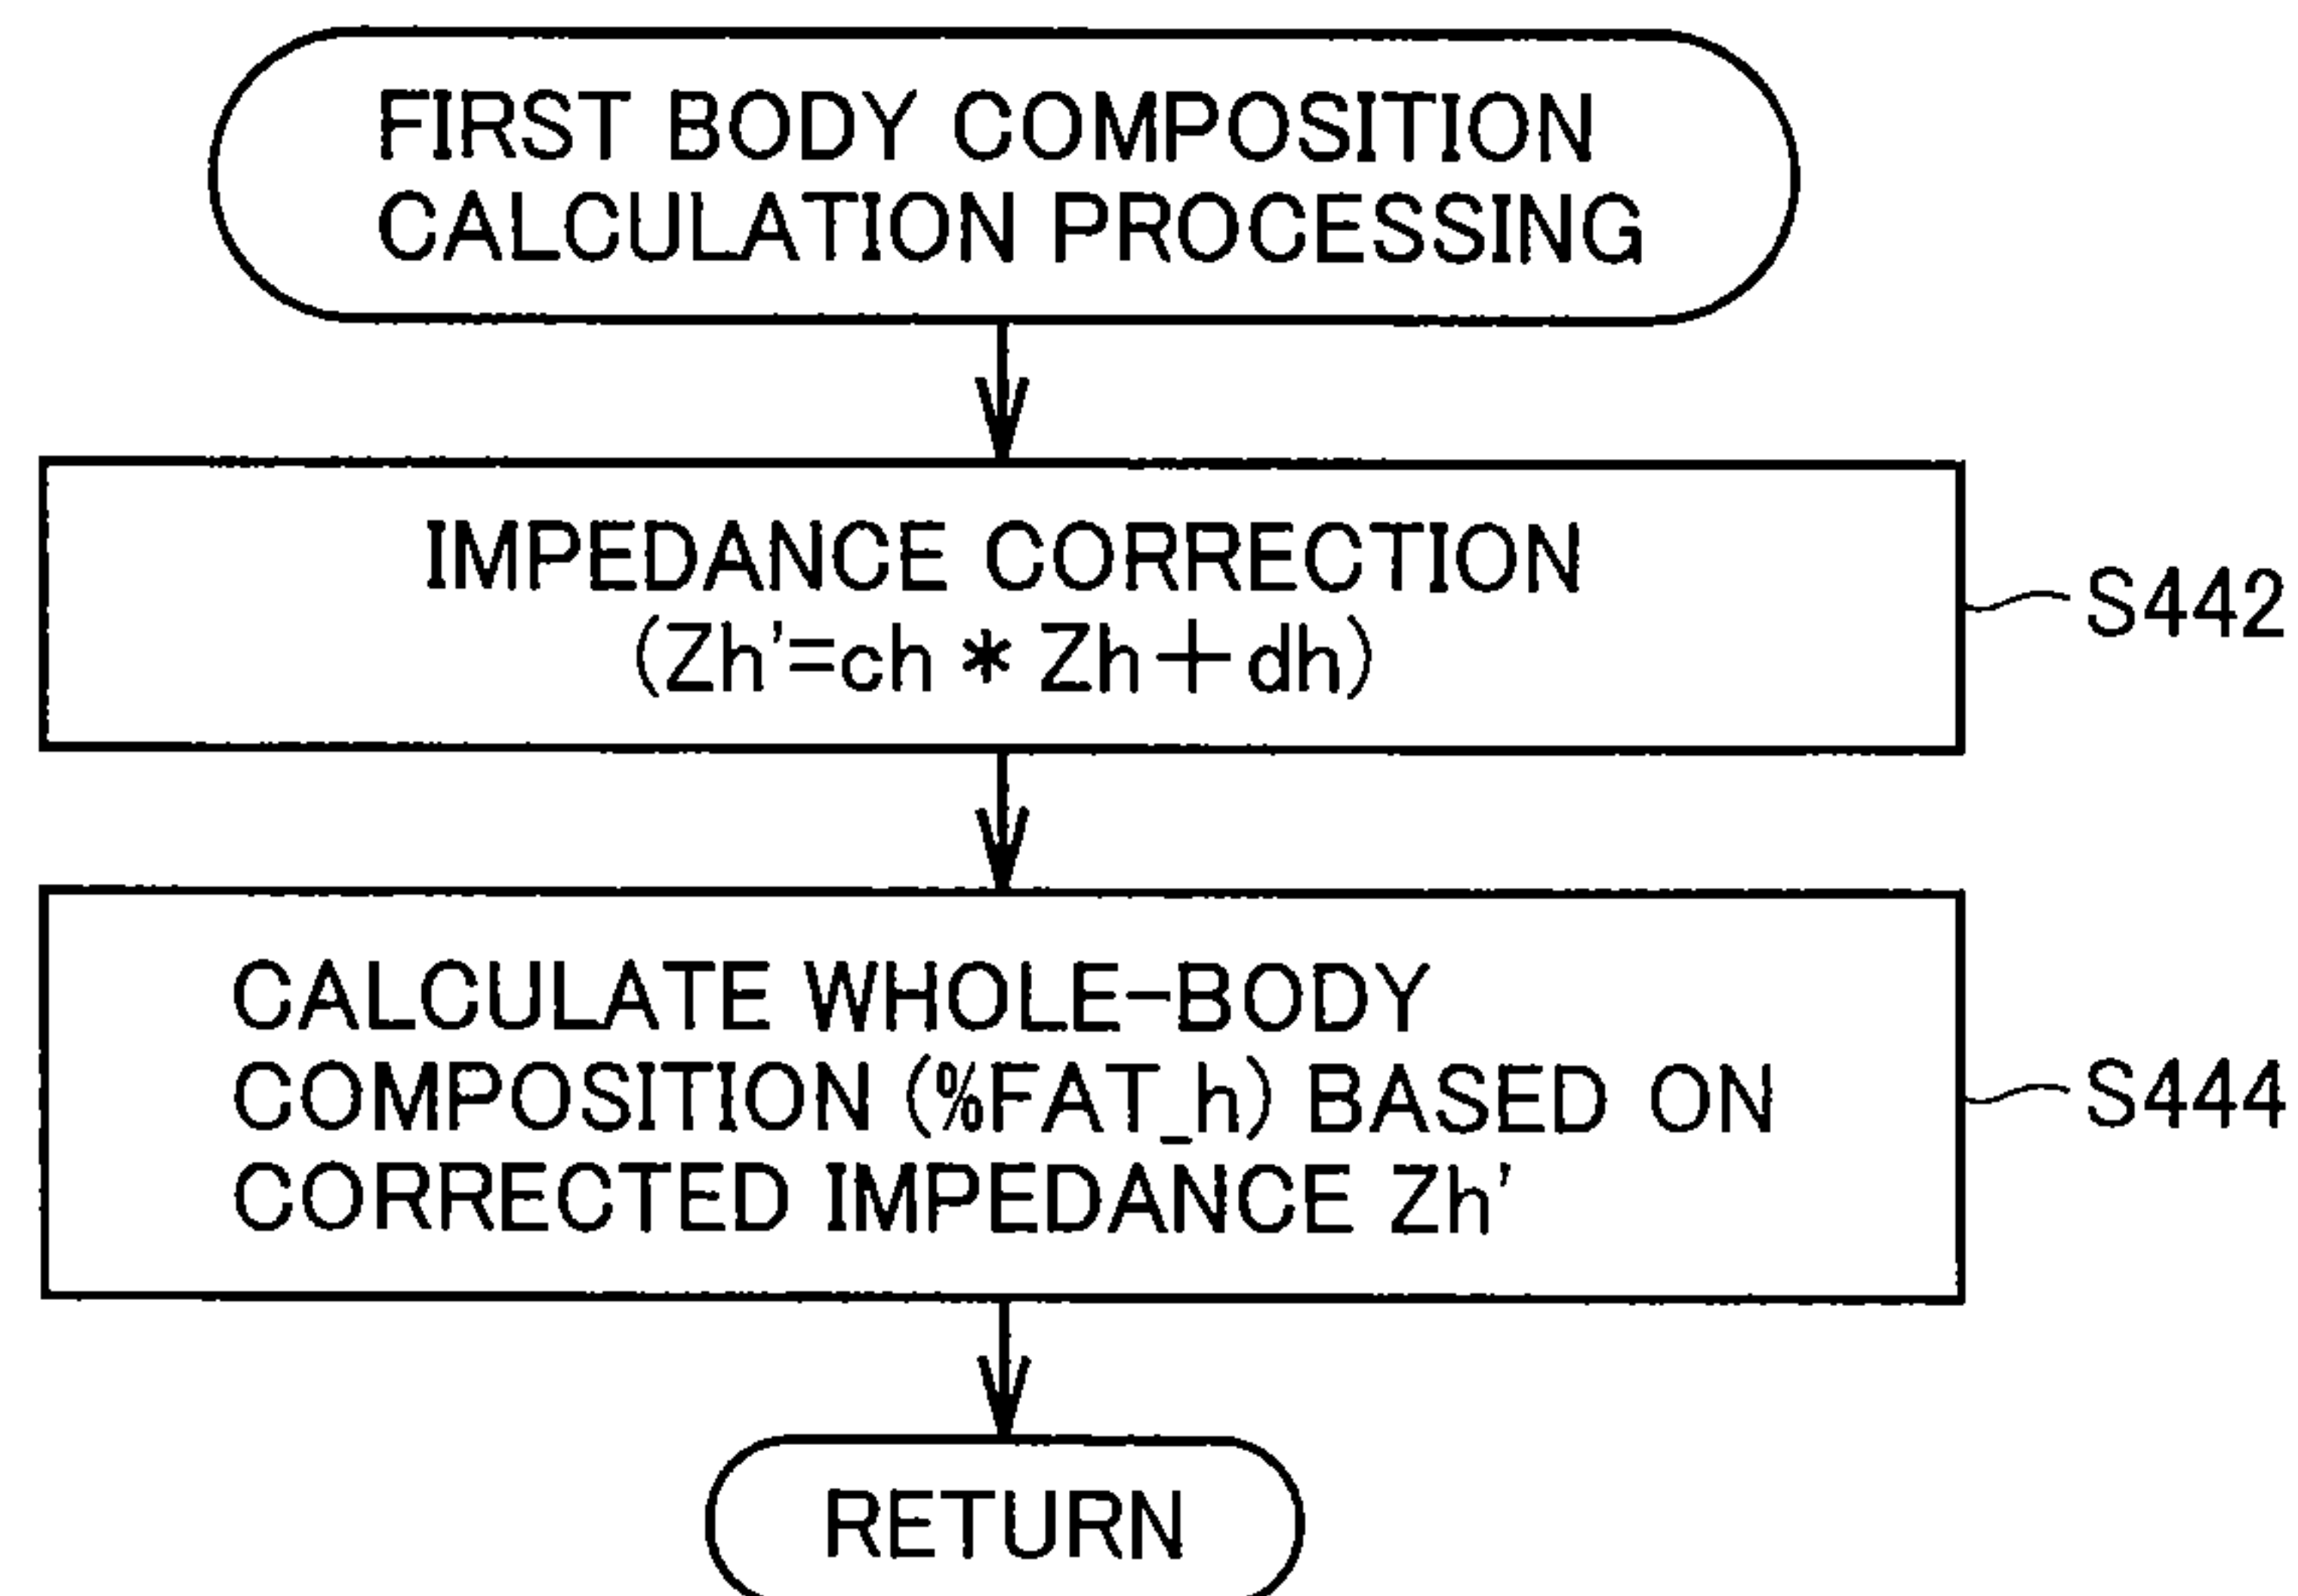 FIRST BODY COMPOSITION
CALCULATION PROCESSING
IMPEDANCE CORRECTION
(Zh'=ch * Zh+dh)
S442
CALCULATE WHOLE-BODY
COMPOSITION (%FAT_h) BASED ON
CORRECTED IMPEDANCE Zh'
S444
RETURN